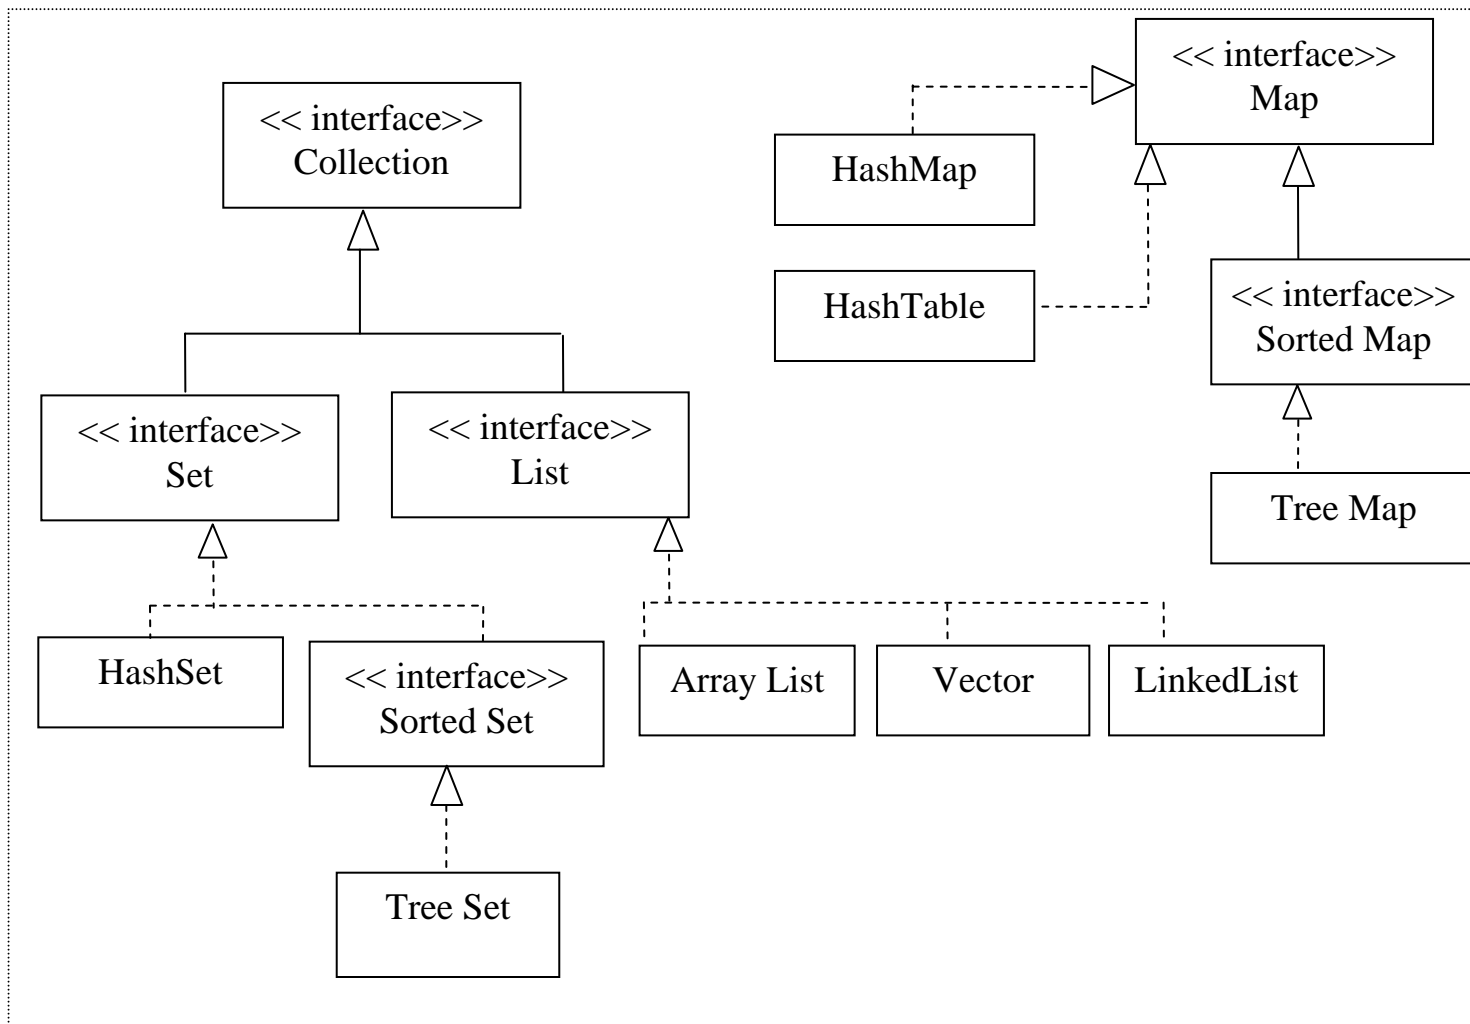 << interface>>
Collection
<< interface>>
Set
<< interface>>
List
HashSet
<< interface>>
Sorted Set
Tree Set
Array List
Vector
LinkedList
<< interface>>
Map
HashMap
HashTable
<< interface>>
Sorted Map
Tree Map